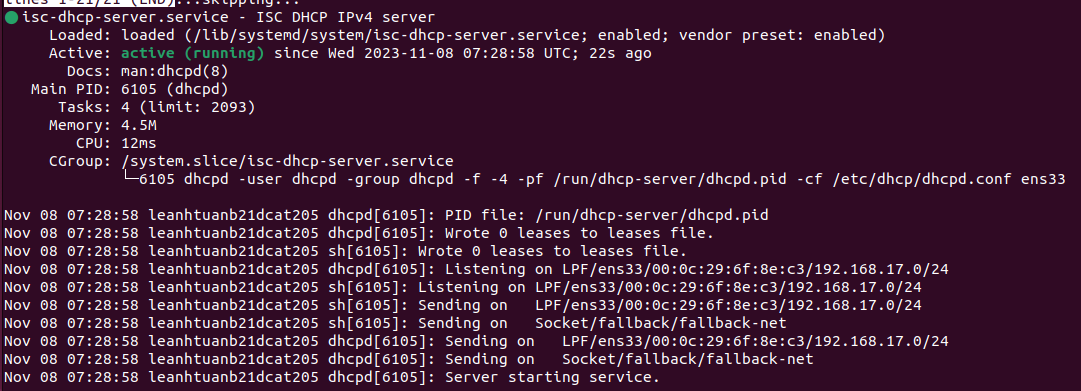 lines 1-21/21 (END)...skipping...
● isc-dhcp-server.service - ISC DHCP IPv4 server
Loaded: loaded (/lib/systemd/system/isc-dhcp-server.service; enabled; vendor preset: enabled)
Active: active (running) since Wed 2023-11-08 07:28:58 UTC; 22s ago
Docs: man:dhcpd(8)
Main PID: 6105 (dhcpd)
Tasks: 4 (limit: 2093)
Memory: 4.5M
CPU: 12ms
CGroup: /system.slice/isc-dhcp-server.service
└─6105 dhcpd -user dhcpd -group dhcpd -f -4 -pf /run/dhcp-server/dhcpd.pid -cf /etc/dhcp/dhcpd.conf ens33
Nov 08 07:28:58 leanhtuanb21dcat205 dhcpd[6105]: PID file: /run/dhcp-server/dhcpd.pid
Nov 08 07:28:58 leanhtuanb21dcat205 dhcpd[6105]: Wrote 0 leases to leases file.
Nov 08 07:28:58 leanhtuanb21dcat205 sh[6105]: Wrote 0 leases to leases file.
Nov 08 07:28:58 leanhtuanb21dcat205 dhcpd[6105]: Listening on LPF/ens33/00:0c:29:6f:8e:c3/192.168.17.0/24
Nov 08 07:28:58 leanhtuanb21dcat205 sh[6105]: Listening on LPF/ens33/00:0c:29:6f:8e:c3/192.168.17.0/24
Nov 08 07:28:58 leanhtuanb21dcat205 sh[6105]: Sending on   LPF/ens33/00:0c:29:6f:8e:c3/192.168.17.0/24
Nov 08 07:28:58 leanhtuanb21dcat205 sh[6105]: Sending on   Socket/fallback/fallback-net
Nov 08 07:28:58 leanhtuanb21dcat205 dhcpd[6105]: Sending on   LPF/ens33/00:0c:29:6f:8e:c3/192.168.17.0/24
Nov 08 07:28:58 leanhtuanb21dcat205 dhcpd[6105]: Sending on   Socket/fallback/fallback-net
Nov 08 07:28:58 leanhtuanb21dcat205 dhcpd[6105]: Server starting service.